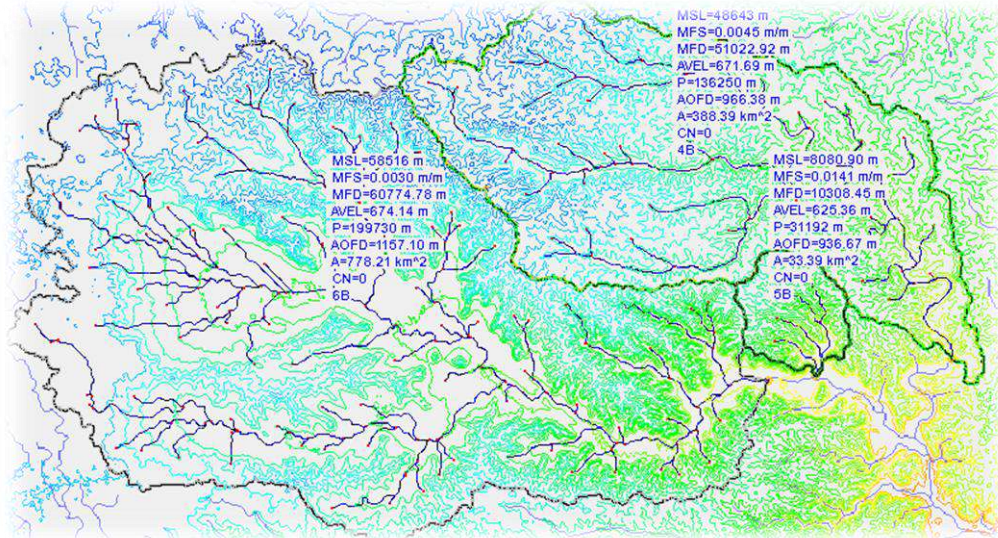 MSL=48643 m
MFS=0.0045 m/m
MFD=51022.92 m
AVEL=671.69 m
P=136250 m
AOFD=966.38 m
A=388.39 km^2
CN=0
4B
MSL=8080.90 m
MFS=0.0141 m/m
MFD=10308.45 m
AVEL=625.36 m
P=31192 m
AOFD=936.67 m
A=33.39 km^2
CN=0
5B
MSL=58516 m
MFS=0.0030 m/m
MFD=60774.78 m
AVEL=674.14 m
P=199730 m
AOFD=1157.10 m
A=778.21 km^2
CN=0
6B